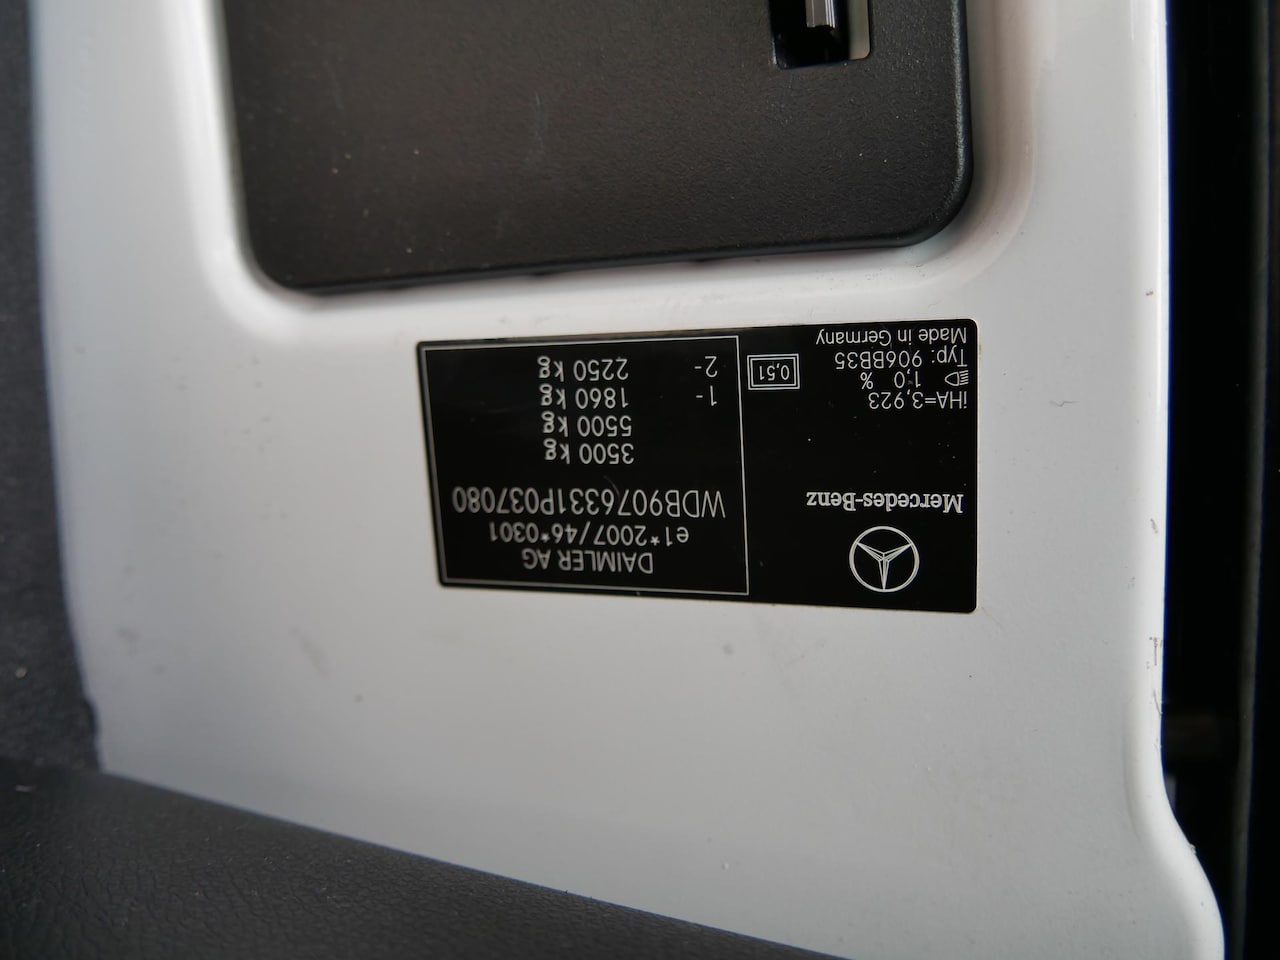 Mercedes-Benz
iHA=3,923
1,0 %
Typ: 906BB35
Made in Germany
0,51
DAIMLER AG
e1*2007/46*0301
WDB9076331P037080
3500 kg
5500 kg
1- 1860 kg
2- 2250 kg